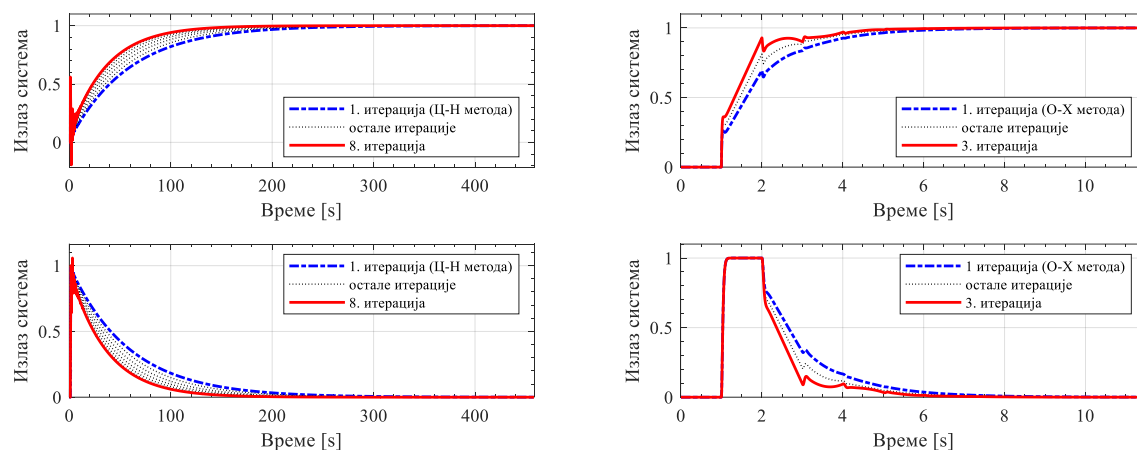 Излаз система
1
0.5
0
1. итерација (Ц-Н метода)
остале итерације
8. итерација
0 100 200 300 400
Време [s]
Излаз система
1
0.5
0
1. итерација (О-Х метода)
остале итерације
3. итерација
0 2 4 6 8 10
Време [s]
Излаз система
1
0.5
0
1. итерација (Ц-Н метода)
остале итерације
8. итерација
0 100 200 300 400
Време [s]
Излаз система
1
0.5
0
1 итерација (О-Х метода)
остале итерације
3. итерација
0 2 4 6 8 10
Време [s]